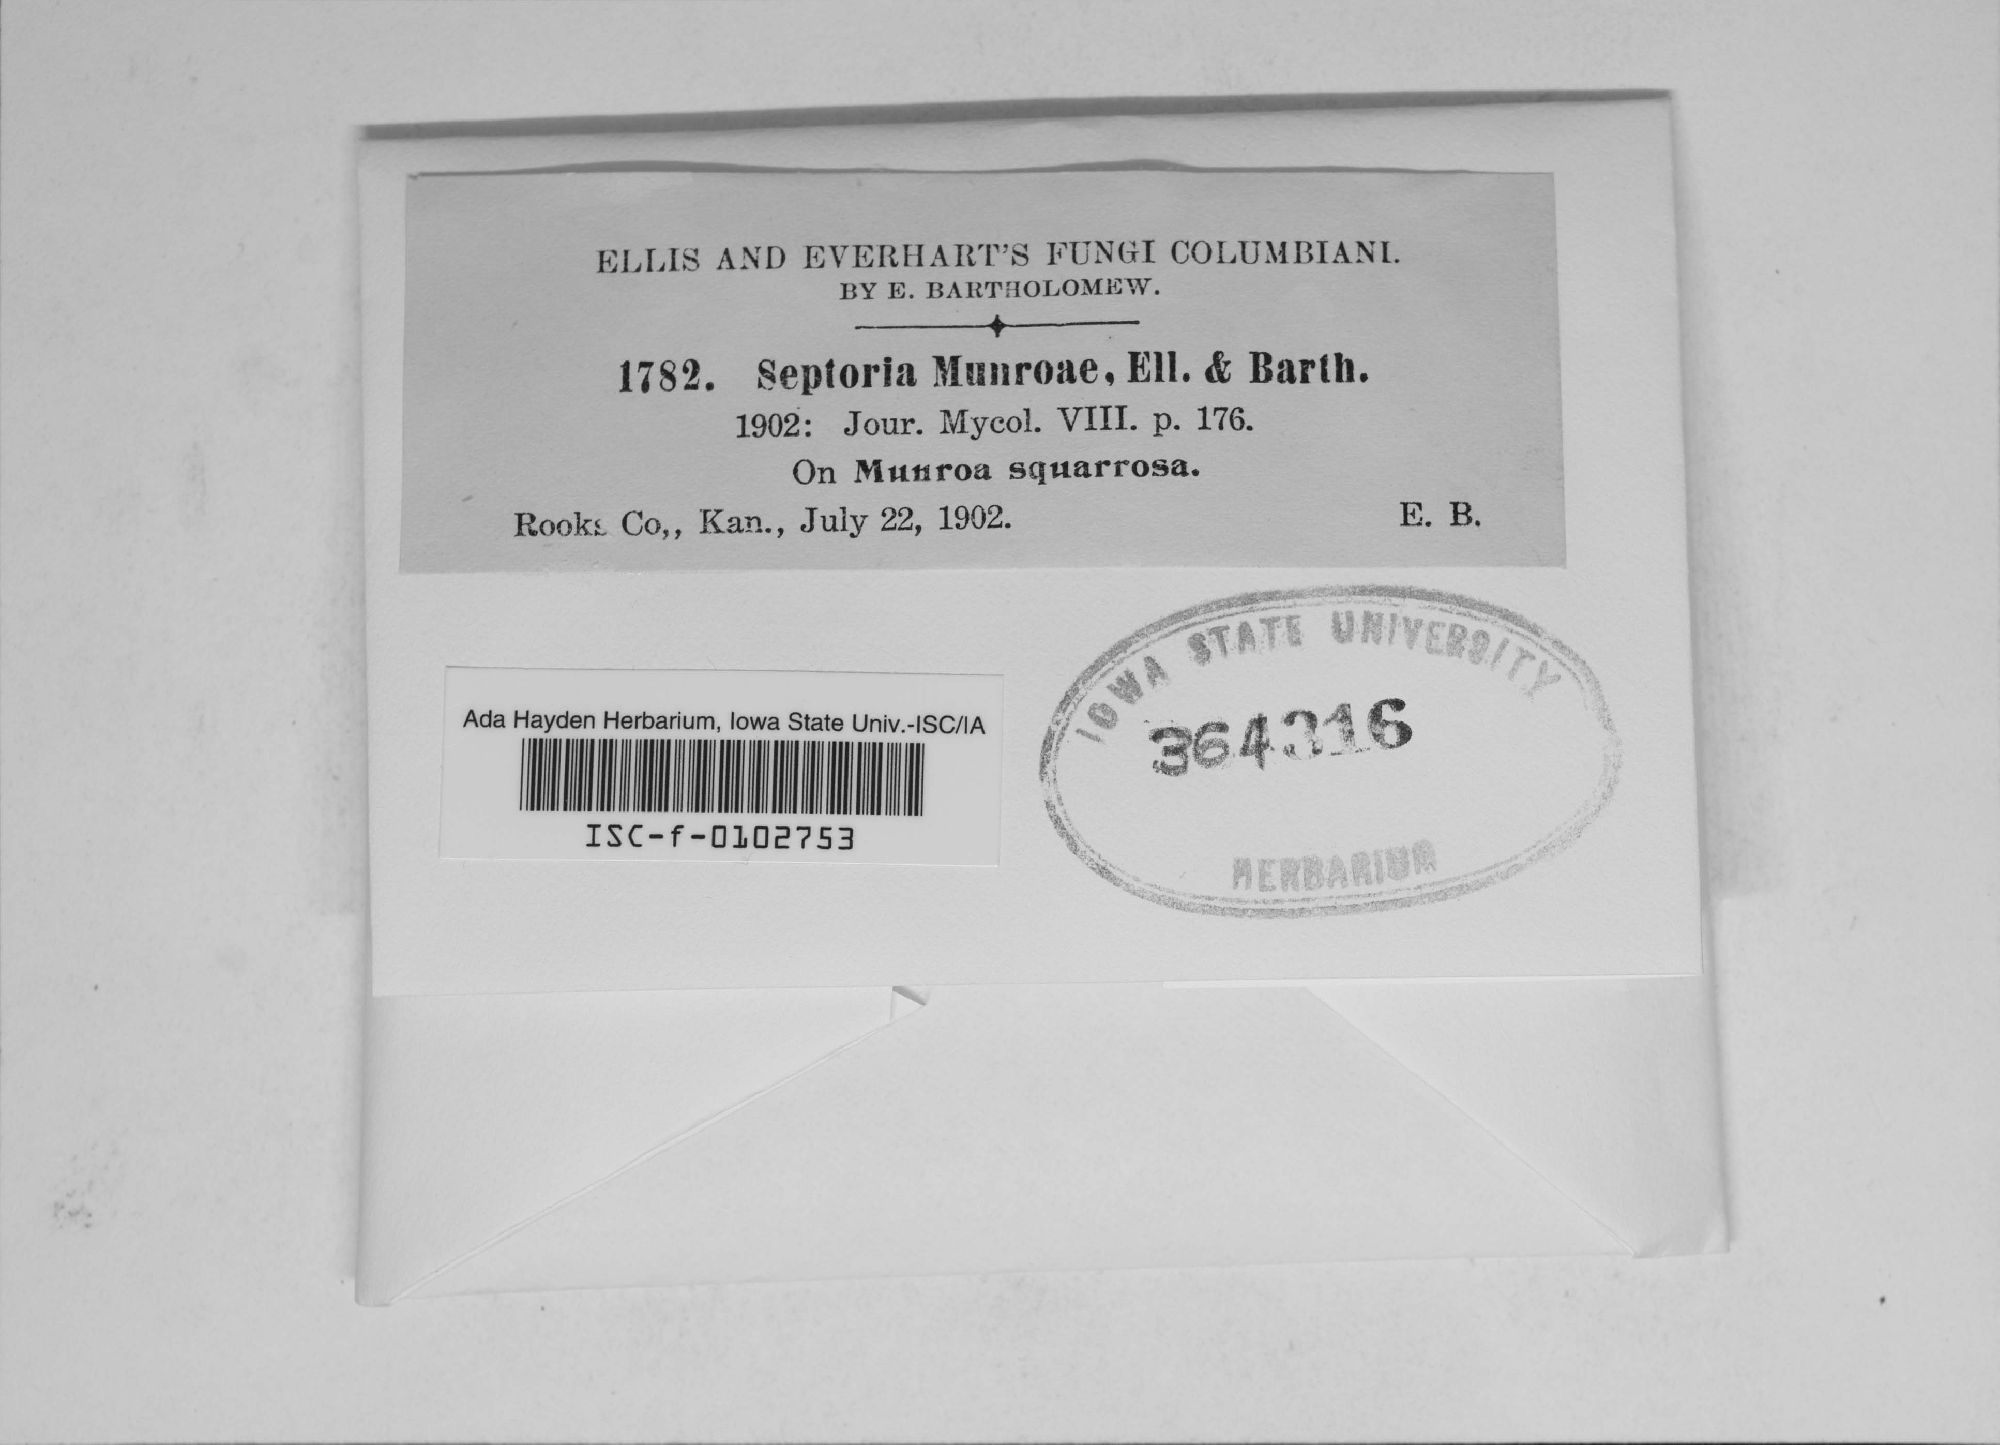 ELLIS AND EVERHART'S FUNGI COLUMBIANI.
BY E. BARTHOLOMEW.
1782. Septoria Munroae, Ell. & Barth.
1902: Jour. Mycol. VIII. p. 176.
On Munroa squarrosa.
Rooks Co,, Kan., July 22, 1902. E. B.
Ada Hayden Herbarium, Iowa State Univ.-ISC/IA
ISC-f-0102753
IOWA STATE UNIVERSITY
364316
HERBARIUM